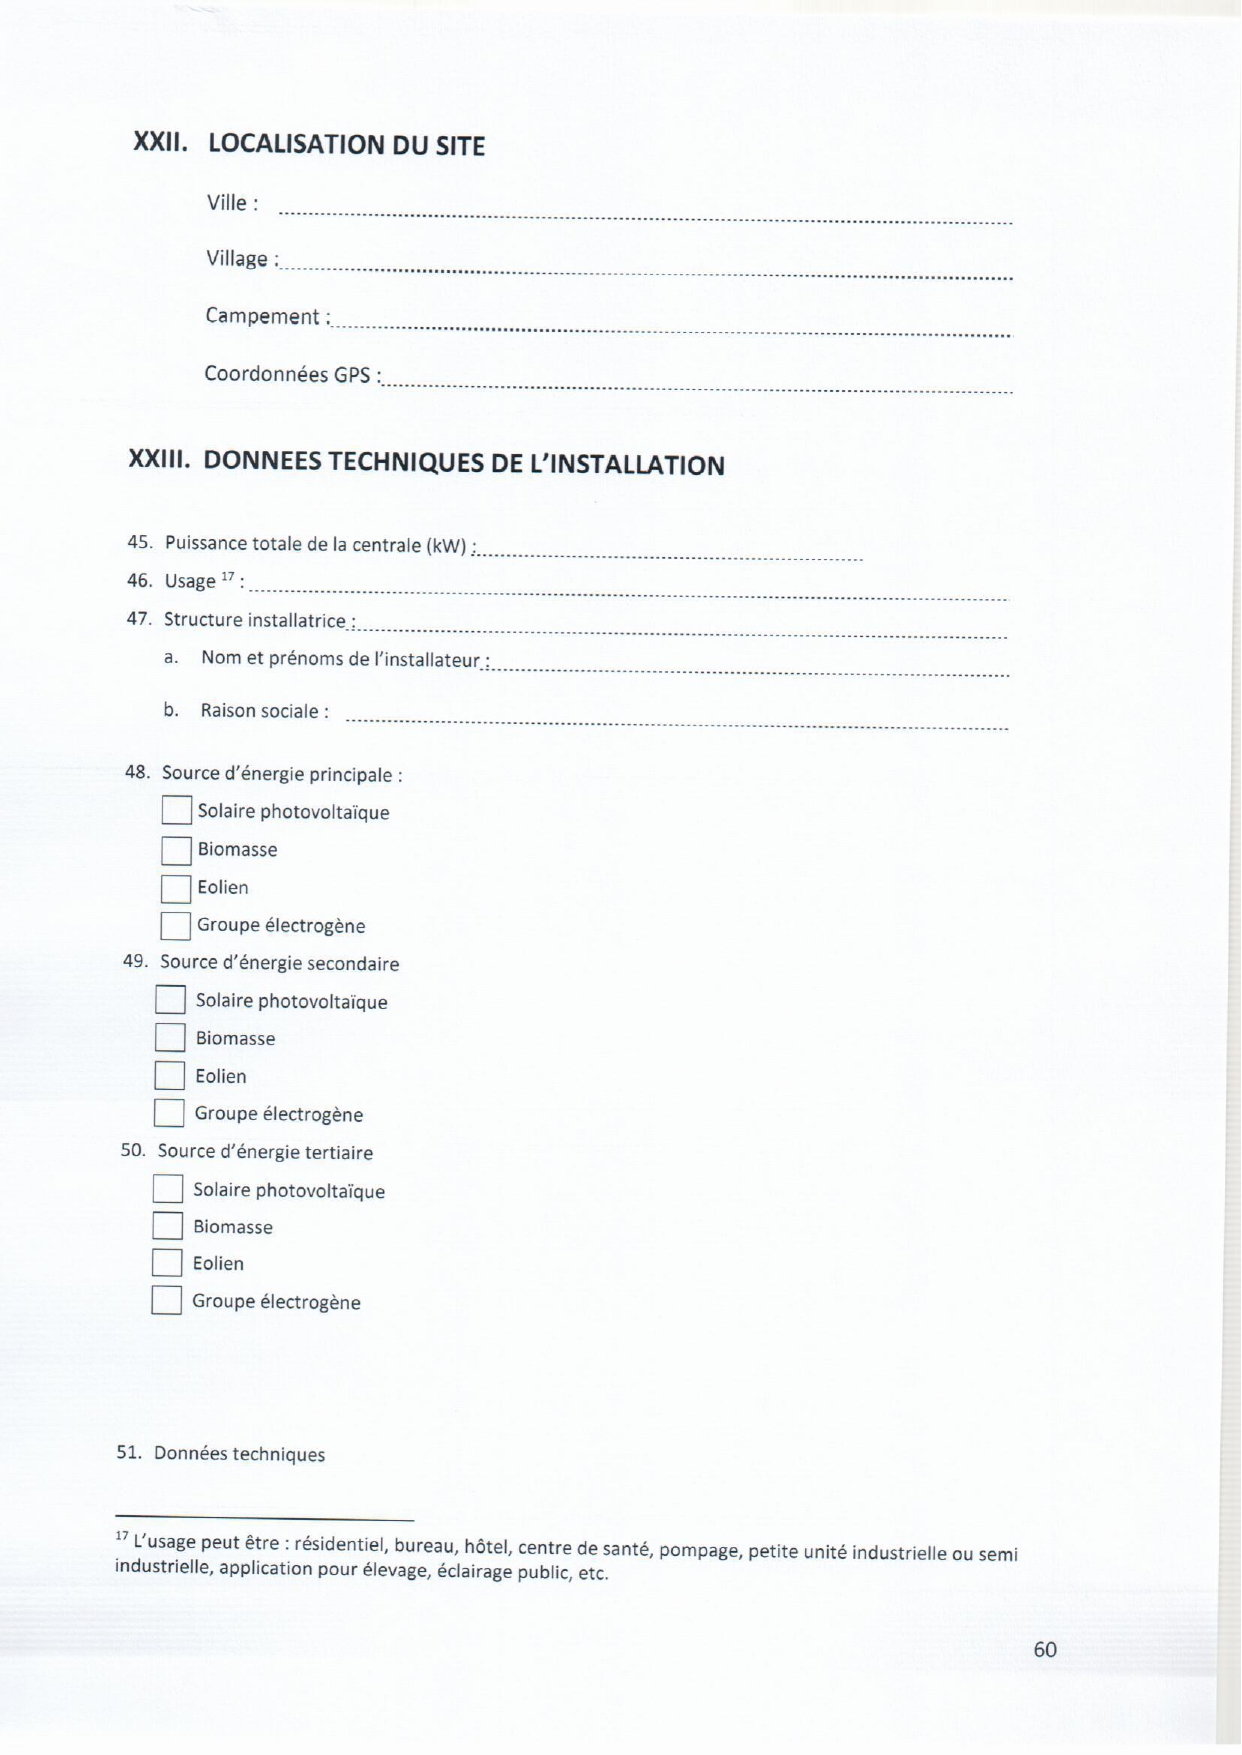 XXII. LOCALISATION DU SITE
Ville :
Village :
Campement :
Coordonnées GPS :
XXIII. DONNEES TECHNIQUES DE L'INSTALLATION
45. Puissance totale de la centrale (kW) :
46. Usage 17 :
47. Structure installatrice :
a. Nom et prénoms de l'installateur :
b. Raison sociale :
48. Source d'énergie principale :
Solaire photovoltaïque
Biomasse
Eolien
Groupe électrogène
49. Source d'énergie secondaire
Solaire photovoltaïque
Biomasse
Eolien
Groupe électrogène
50. Source d'énergie tertiaire
Solaire photovoltaïque
Biomasse
Eolien
Groupe électrogène
51. Données techniques
17 L'usage peut être : résidentiel, bureau, hôtel, centre de santé, pompage, petite unité industrielle ou semi
industrielle, application pour élevage, éclairage public, etc.
60